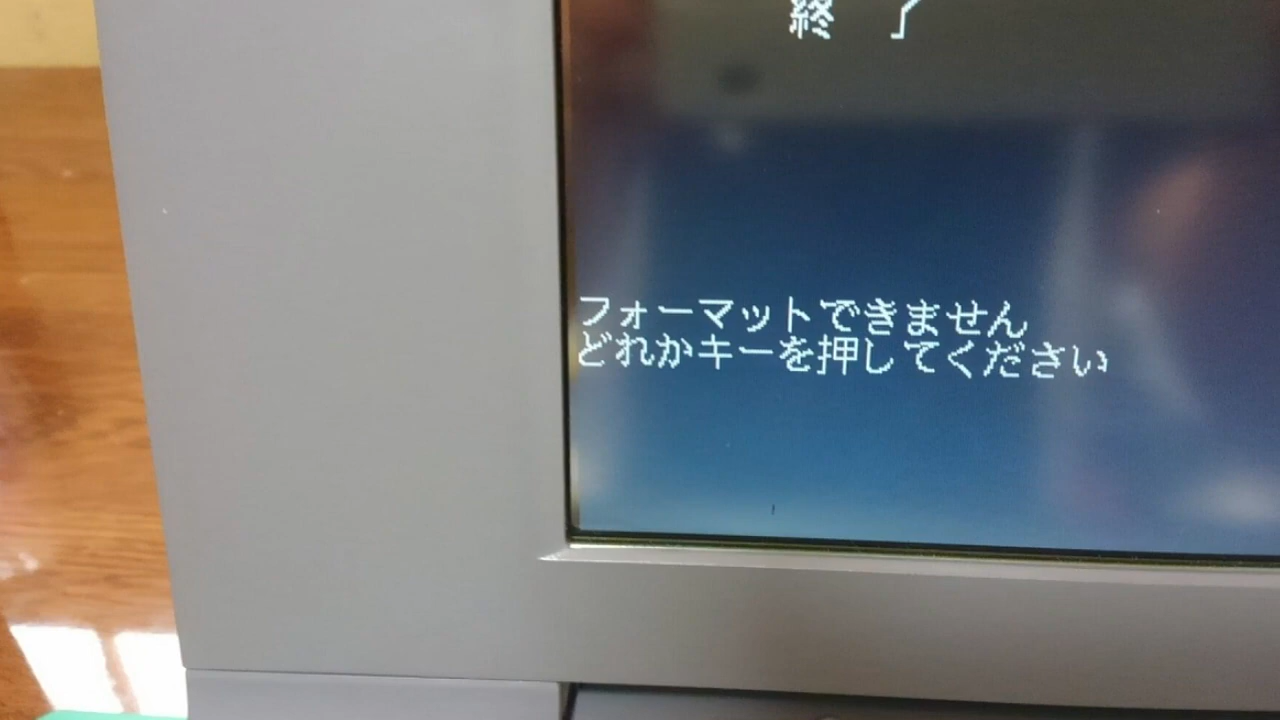 終 了
フォーマットできません
どれかキーを押してください